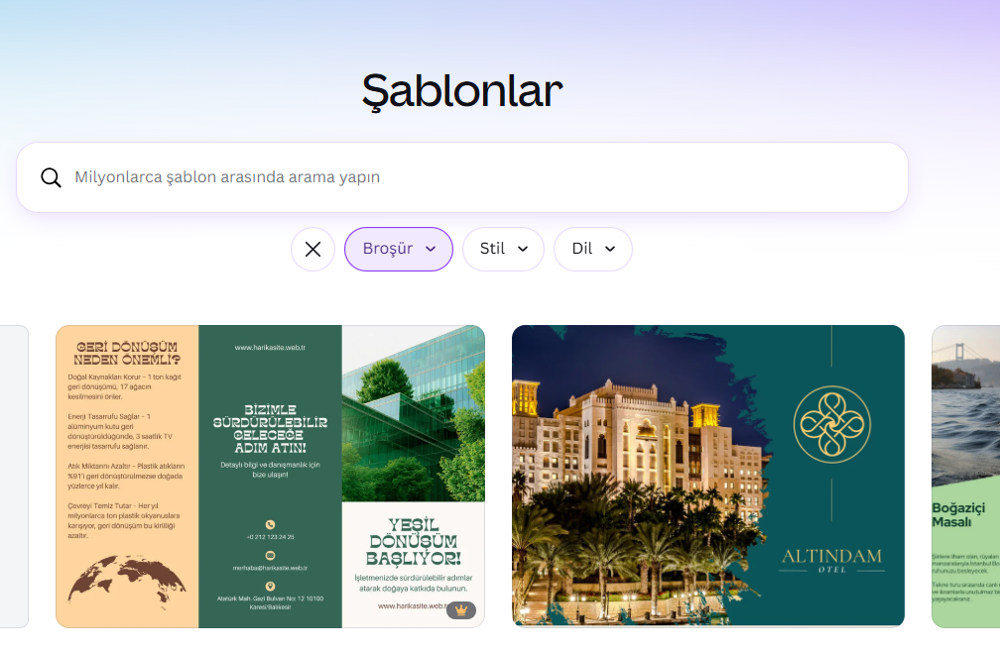 Şablonlar
Milyonlarca şablon arasında arama yapın
Broşür
Stil
Dil
GERİ DÖNÜŞÜM
NEDEN ÖNEMLİ?
Doğal Kaynakları Korur - 1 ton kağıt
geri dönüşümü, 17 ağacın
kesilmesini önler.
Enerji Tasarrufu Sağlar - 1
alüminyum kutu geri
dönüştürüldüğünde, 3 saatlik TV
enerjisi tasarrufu sağlanır.
Atık Miktarını Azaltır - Plastik atıkların
%91'i geri dönüştürülmezse doğada
yüzlerce yıl kalır.
Çevreyi Temiz Tutar - Her yıl
milyonlarca ton plastik okyanuslara
karışıyor, geri dönüşüm bu kirliliği
azaltır.
www.harikasite.web.tr
BİZİMLE
SÜRDÜRÜLEBİLİR
GELECEĞE
ADIM ATIN!
Detaylı bilgi ve danışmanlık için
bize ulaşın!
+0 212 123 24 25
merhaba@harikasite.web.tr
Atatürk Mah. Gazi Bulvarı No: 12 10100
Karesi/Balıkesir
YEŞİL
DÖNÜŞÜM
BAŞLIYOR!
İşletmenizde sürdürülebilir adımlar
atarak doğaya katkıda bulunun.
www.harikasite.web.t
ALTINDAM
OTEL
Boğaziçi
Masalı